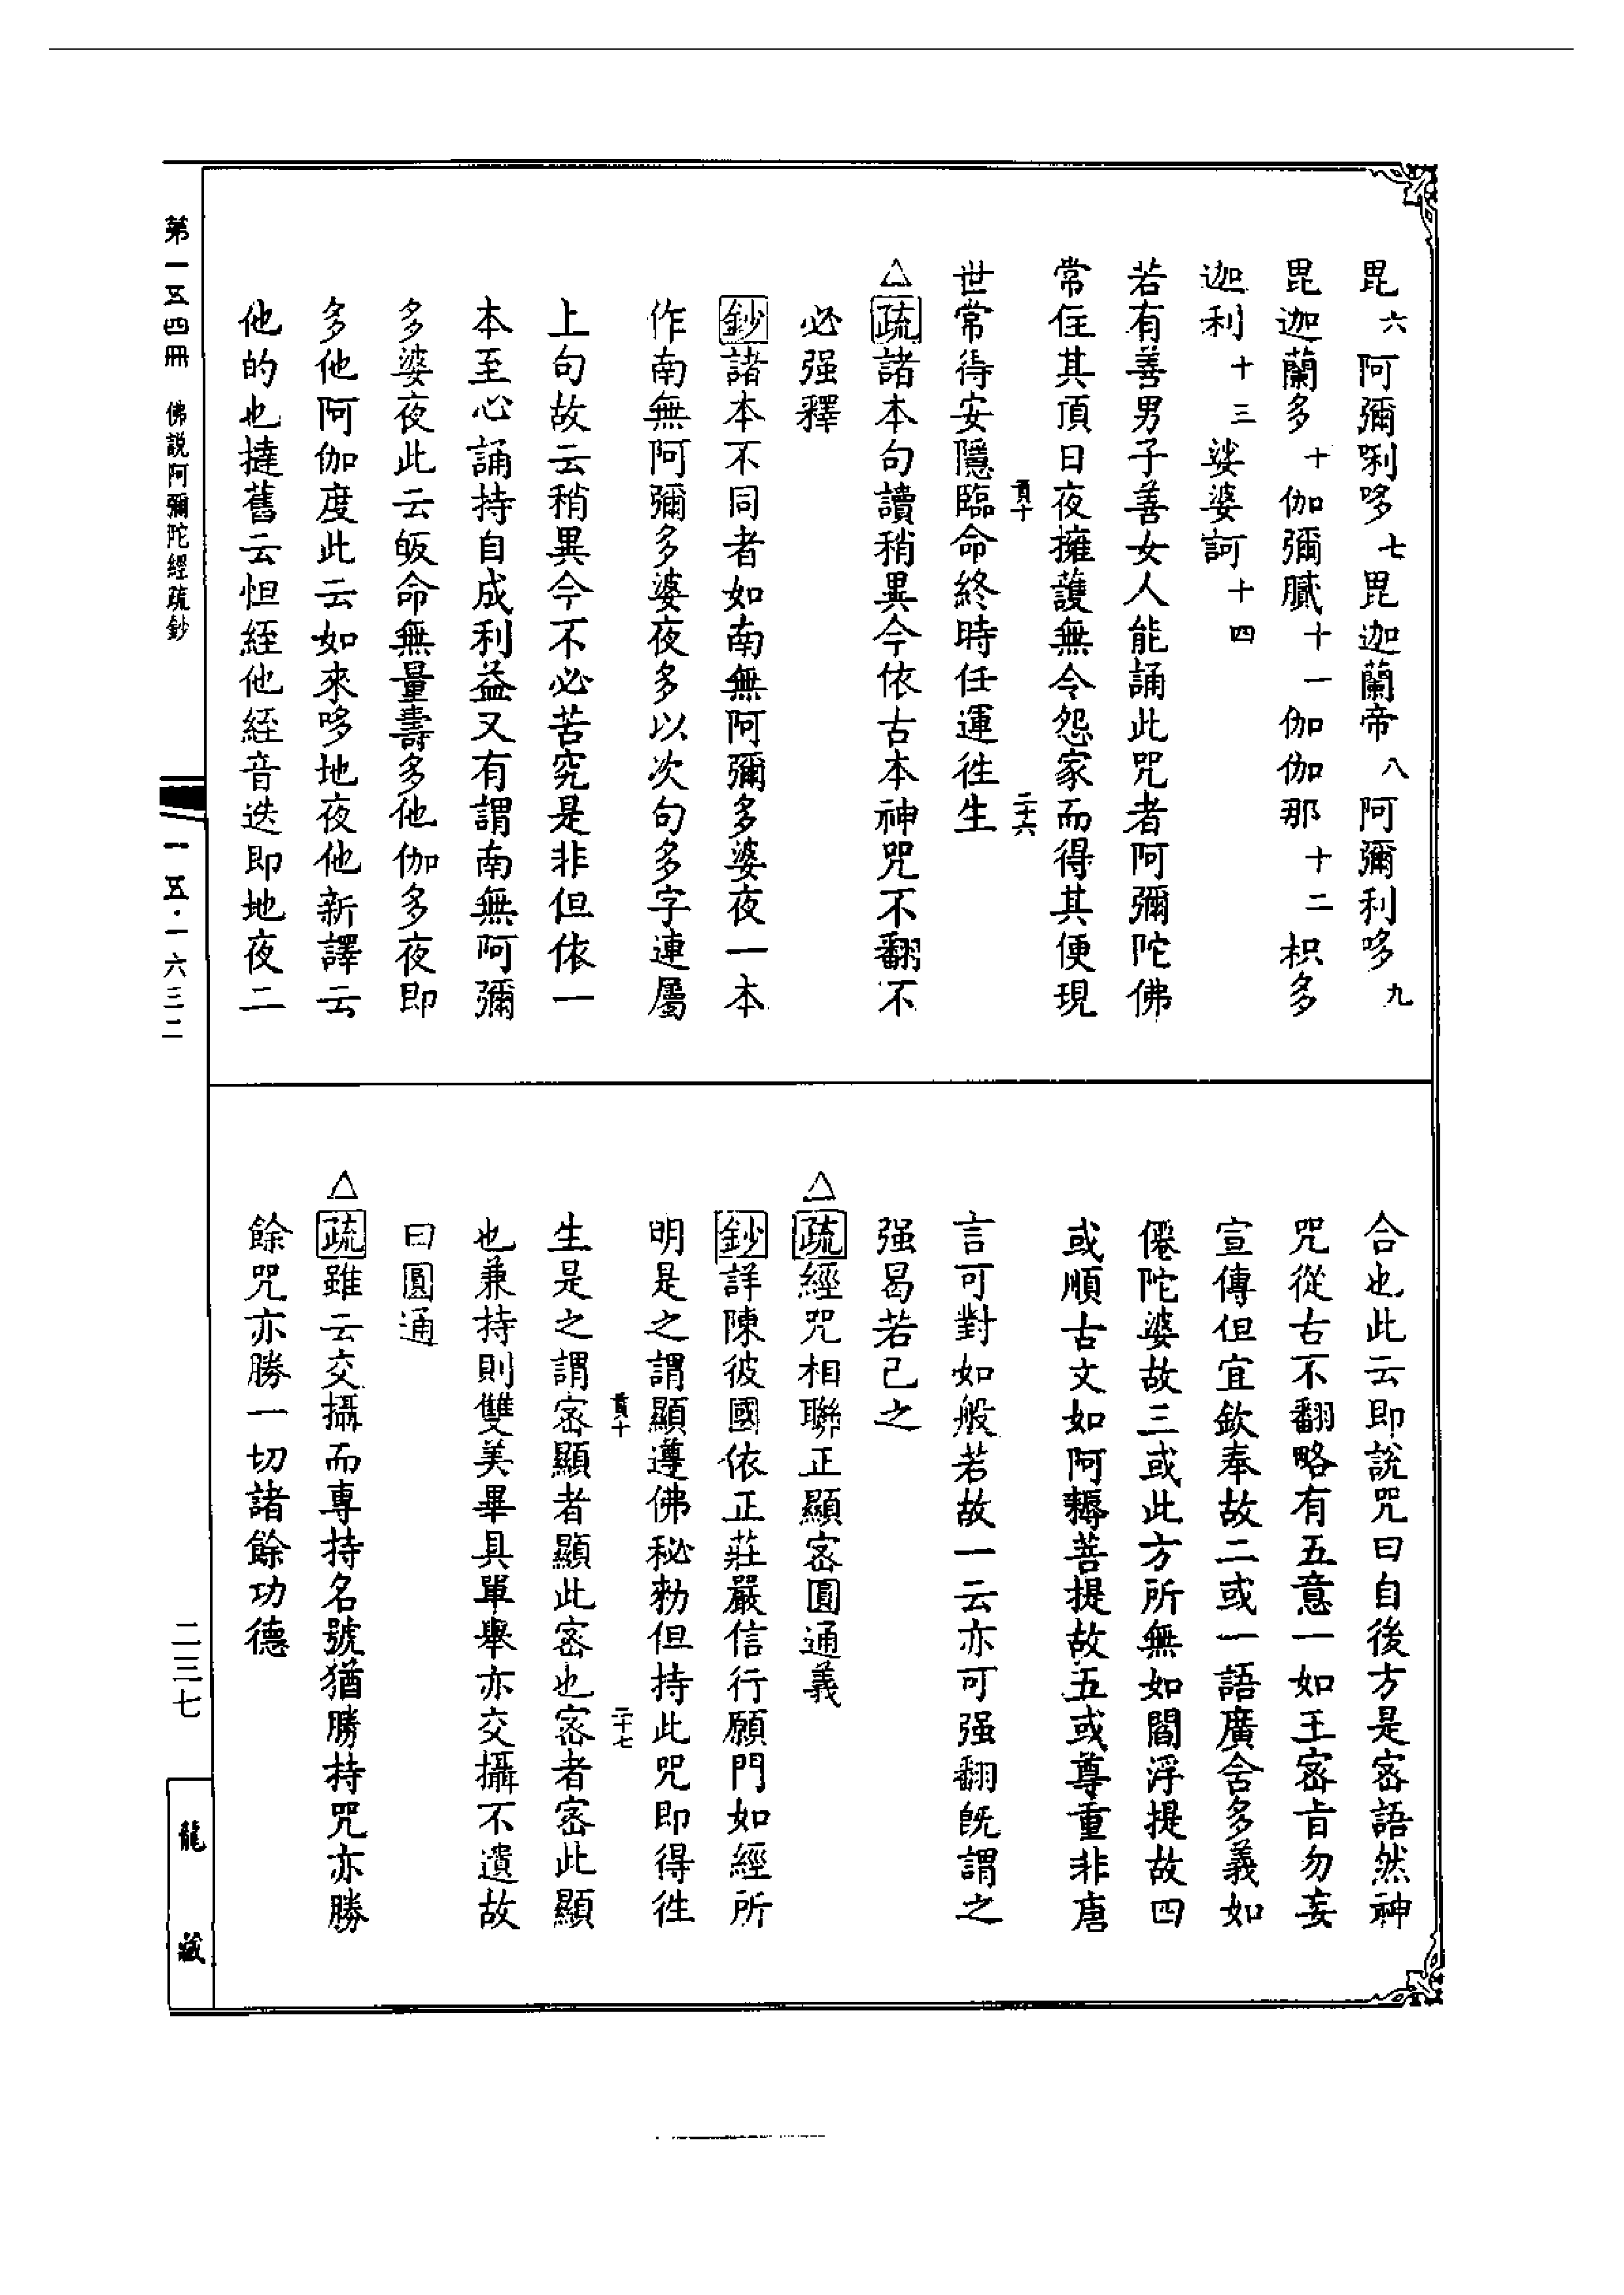 毘六阿彌唎哆七毘迦蘭帝八阿彌利哆九
毘迦蘭多十伽彌膩十一伽伽那十二枳多
迦利十三娑婆訶十四
若有善男子善女人能誦此咒者阿彌陀佛
常住其頂日夜擁護無令怨家而得其便現
貢十 二十六
世常得安隱臨命終時任運往生
△疏諸本句讀稍異今依古本神咒不翻不
必强釋
鈔諸本不同者如南無阿彌多婆夜一本
作南無阿彌多婆夜多以次句多字連屬
上句故云稍異今不必苦究是非但依一
本至心誦持自成利益又有謂南無阿彌
多婆夜此云皈命無量壽多他伽多夜即
多他阿伽度此云如來哆地夜他新譯云
他的也撻舊云怛絰他絰音迭即地夜二
合也此云即說咒曰自後方是密語然神
咒從古不翻略有五意一如王密旨勿妄
宣傳但宜欽奉故二或一語廣含多義如
僊陀婆故三或此方所無如閻浮提故四
或順古文如阿耨菩提故五或尊重非唐
言可對如般若故一云亦可强翻旣謂之
强曷若已之
△疏經咒相聯正顯密圓通義
鈔詳陳彼國依正莊嚴信行願門如經所
明是之謂顯遵佛秘勅但持此咒即得往
貢十 二十七
生是之謂密顯者顯此密也密者密此顯
也兼持則雙美畢具單舉亦交攝不遺故
曰圓通
△疏雖云交攝而專持名號猶勝持咒亦勝
餘咒亦勝一切諸餘功德
第一五四冊 佛説阿彌陀經疏鈔
一五·一六三二
二三七
龍藏